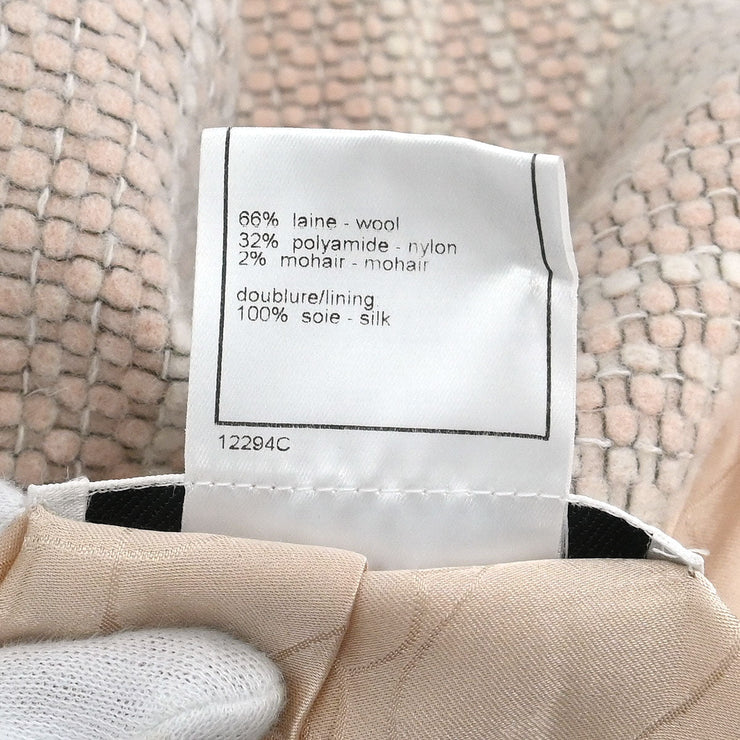 66% laine - wool
32% polyamide - nylon
2% mohair - mohair
doublure/lining
100% soie - silk
12294C